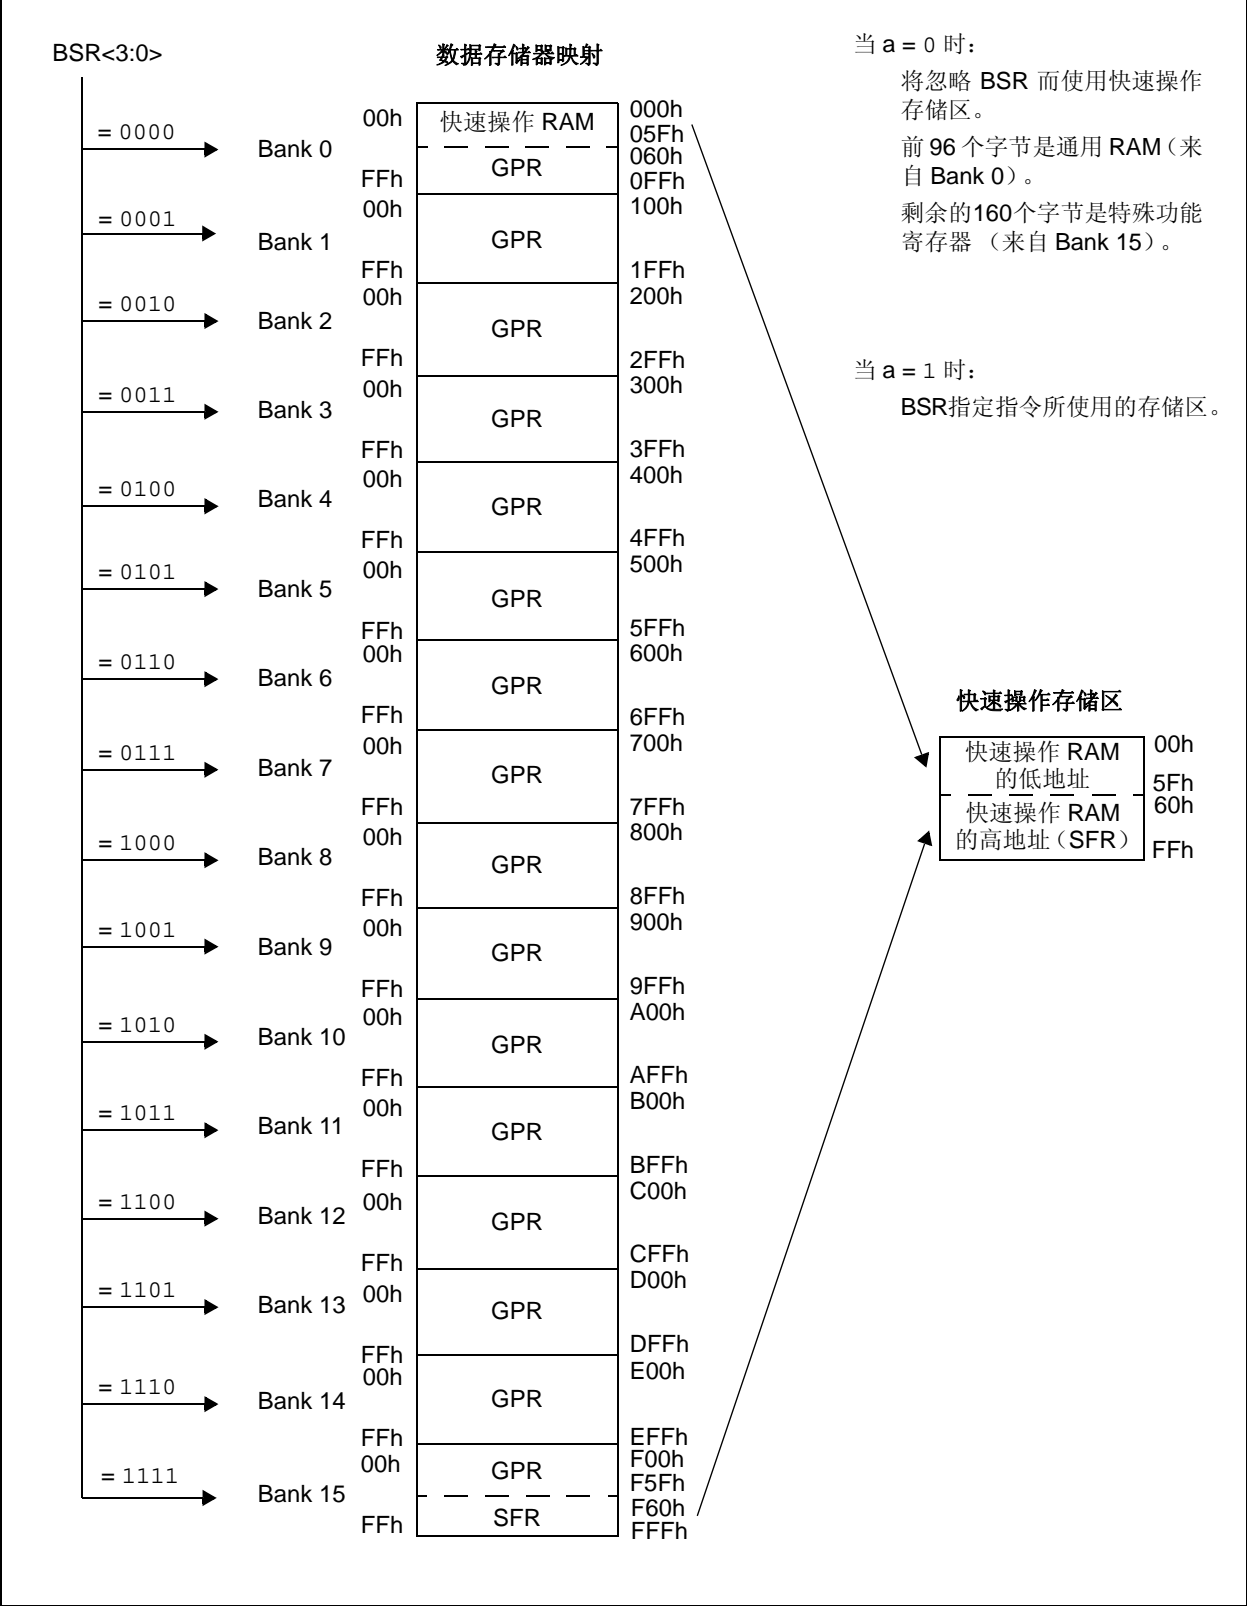 BSR<3:0>
数据存储器映射
当 a = 0 时：
将忽略 BSR 而使用快速操作
存储区。
前 96 个字节是通用 RAM（来
自 Bank 0）。
剩余的160个字节是特殊功能
寄存器 （来自 Bank 15）。
当 a = 1 时：
BSR指定指令所使用的存储区。
= 0000
Bank 0
00h
快速操作 RAM
000h
05Fh
GPR
060h
FFh
0FFh
= 0001
Bank 1
00h
100h
GPR
FFh
1FFh
= 0010
Bank 2
00h
200h
GPR
FFh
2FFh
= 0011
Bank 3
00h
300h
GPR
FFh
3FFh
= 0100
Bank 4
00h
400h
GPR
FFh
4FFh
= 0101
Bank 5
00h
500h
GPR
FFh
5FFh
= 0110
Bank 6
00h
600h
GPR
FFh
6FFh
= 0111
Bank 7
00h
700h
GPR
FFh
7FFh
= 1000
Bank 8
00h
800h
GPR
FFh
8FFh
= 1001
Bank 9
00h
900h
GPR
FFh
9FFh
= 1010
Bank 10
00h
A00h
GPR
FFh
AFFh
= 1011
Bank 11
00h
B00h
GPR
FFh
BFFh
= 1100
Bank 12
00h
C00h
GPR
FFh
CFFh
= 1101
Bank 13
00h
D00h
GPR
FFh
DFFh
= 1110
Bank 14
00h
E00h
GPR
FFh
EFFh
= 1111
Bank 15
00h
F00h
GPR
F5Fh
F60h
SFR
FFh
FFFh
快速操作存储区
快速操作 RAM
的低地址
00h
5Fh
快速操作 RAM
的高地址（SFR）
60h
FFh